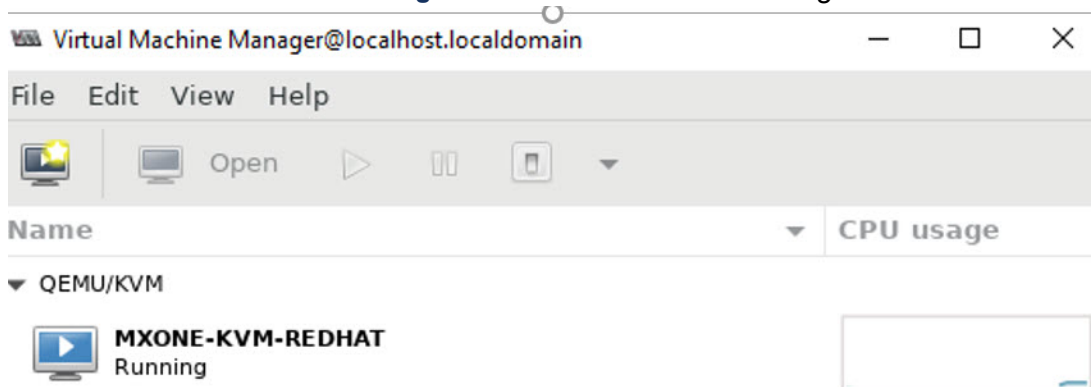 Virtual Machine Manager@localhost.localdomain
File Edit View Help
Open
Name CPU usage
QEMU/KVM
MXONE-KVM-REDHAT
Running